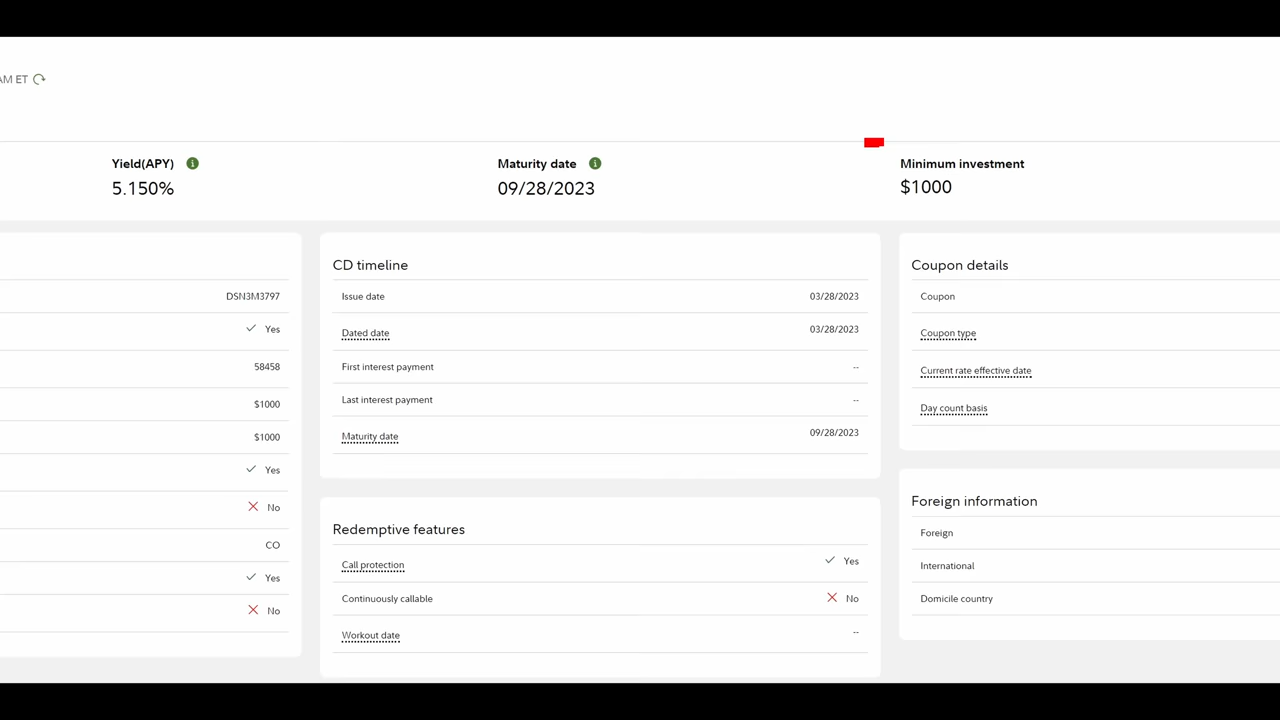 AM ET
Yield(APY)
5.150%
Maturity date
09/28/2023
Minimum investment
$1000
DSN3M3797
Yes
58458
$1000
$1000
Yes
No
CO
Yes
No
CD timeline
Issue date 03/28/2023
Dated date 03/28/2023
First interest payment --
Last interest payment --
Maturity date 09/28/2023
Redemptive features
Call protection Yes
Continuously callable No
Workout date --
Coupon details
Coupon
Coupon type
Current rate effective date
Day count basis
Foreign information
Foreign
International
Domicile country